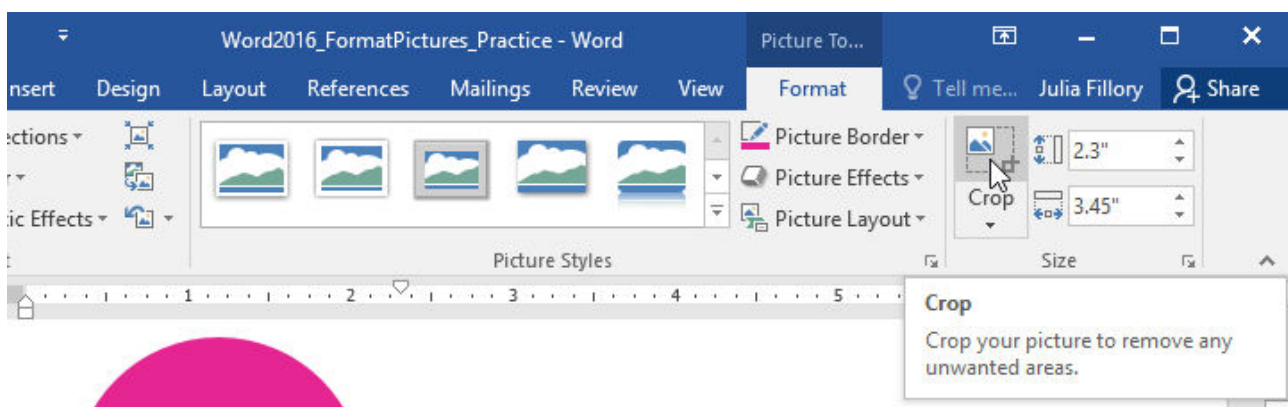 Word2016_FormatPictures_Practice - Word Picture To...
nsert Design Layout References Mailings Review View Format Tell me... Julia Fillory Share
ections Picture Border 2.3"
r Picture Effects Crop 3.45"
ic Effects Picture Layout
t Picture Styles Size
1 2 3 4 5
Crop
Crop your picture to remove any
unwanted areas.